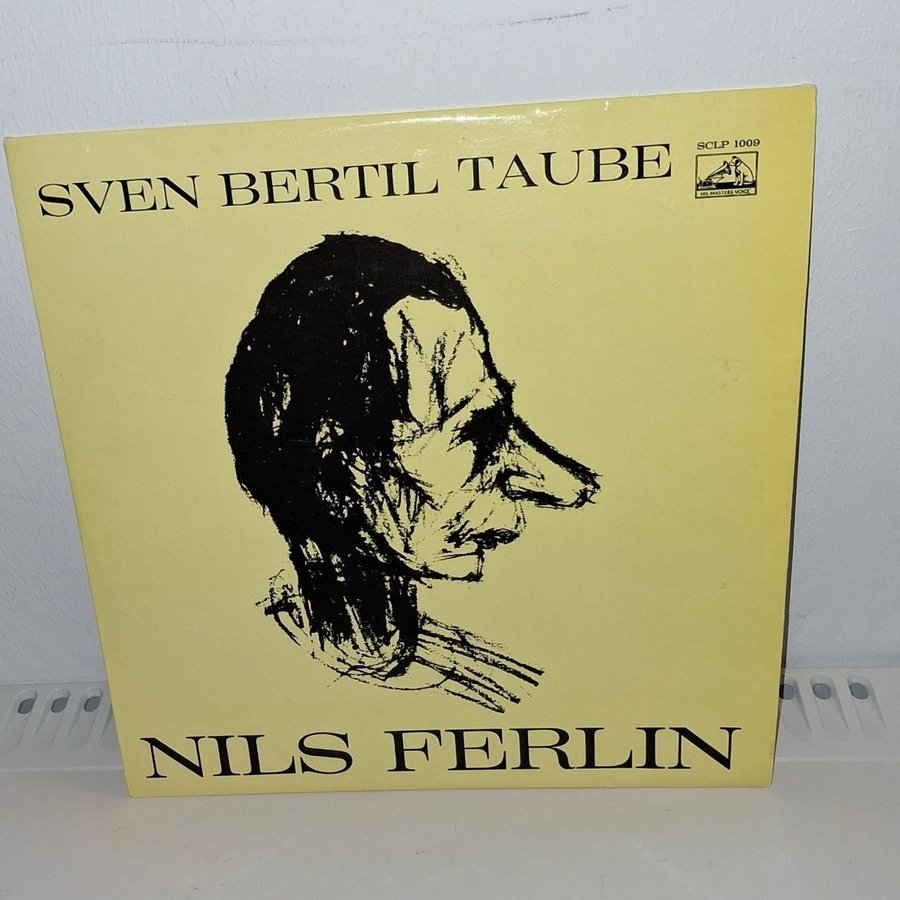 SCLP 1009
SVEN BERTIL TAUBE
HIS MASTERS VOICE
NILS FERLIN